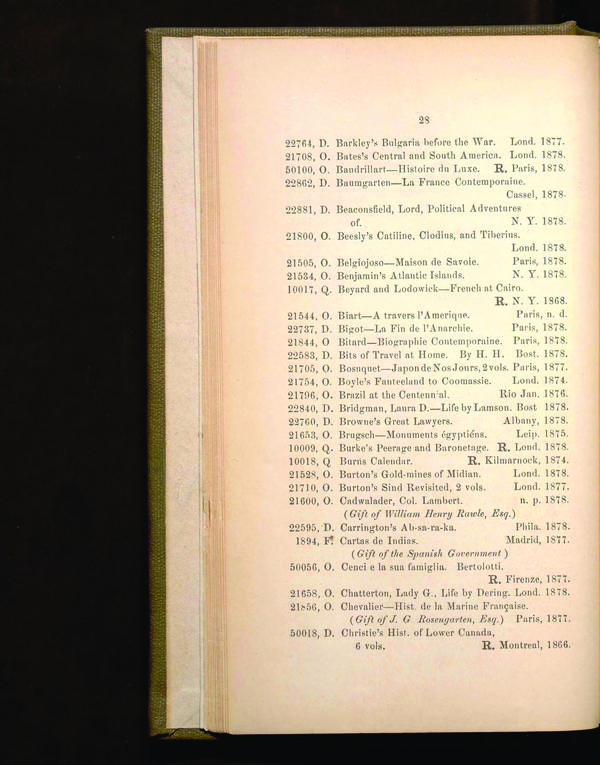 28
22764, D. Barkley's Bulgaria before the War. Lond. 1877.
21708, O. Bates's Central and South America. Lond. 1878.
50100, O. Bandrillart—Histoire du Luxe. R. Paris, 1878.
22862, D. Baumgarten—La France Contemporaine.
Cassel, 1878.
22881, D. Beaconsfield, Lord, Political Adventures
of. N. Y. 1878.
21800, O. Beesly's Catiline, Clodius, and Tiberius.
Lond. 1878.
21505, O. Belgiojoso—Maison de Savoie. Paris, 1878.
21534, O. Benjamin's Atlantic Islands. N. Y. 1878.
10017, Q. Beyard and Lodowick—French at Cairo.
R. N. Y. 1868.
21544, O. Biart—A travers l'Amerique. Paris, n. d.
22737, D. Bigot—La Fin de l'Anarchie. Paris, 1878.
21844, O Bitard—Biographie Contemporaine. Paris, 1878.
22583, D. Bits of Travel at Home. By H. H. Bost. 1878.
21705, O. Bosuquet—Japon de Nos Jours, 2 vols. Paris, 1877.
21754, O. Boyle's Fanteeland to Coomassie. Lond. 1874.
21796, O. Brazil at the Centennial. Rio Jan. 1876.
22840, D. Bridgman, Laura D.—Life by Lamson. Bost 1878.
22760, D. Browne's Great Lawyers. Albany, 1878.
21653, O. Brugsch—Monuments égyptiéns. Leip. 1875.
10009, Q. Burke's Peerage and Baronetage. R. Lond. 1878.
10018, Q Burns Calendar. R. Kilmarnock, 1874.
21528, O. Burton's Gold-mines of Midian. Lond. 1878.
21710, O. Burton's Sind Revisited, 2 vols. Lond. 1877.
21600, O. Cadwalader, Col. Lambert. n. p. 1878.
(Gift of William Henry Rawle, Esq.)
22595, D. Carrington's Ab-sa-ra-ka. Phila. 1878.
1894, F⁴ Cartas de Indias. Madrid, 1877.
(Gift of the Spanish Government)
50056, O. Cenci e la sua famiglia. Bertolotti.
R. Firenze, 1877.
21658, O. Chatterton, Lady G., Life by Dering. Lond. 1878.
21856, O. Chevalier—Hist. de la Marine Française.
(Gift of J. G Rosengarten, Esq.) Paris, 1877.
50018, D. Christie's Hist. of Lower Canada,
6 vols. R. Montreal, 1866.